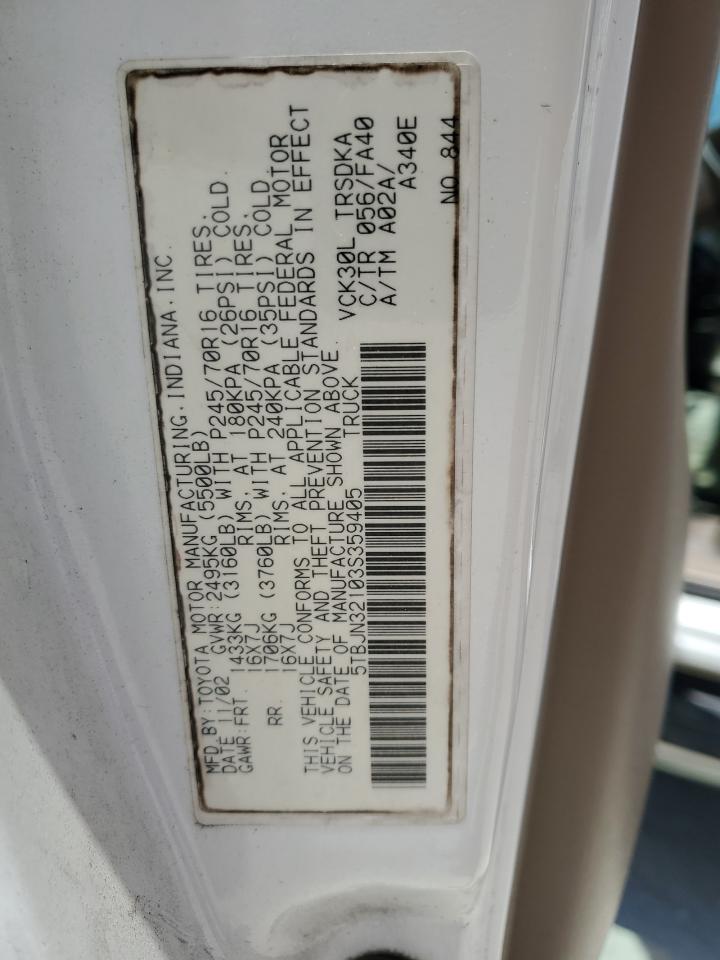 MFD BY:TOYOTA MOTOR MANUFACTURING.INDIANA.INC.
DATE 11/02 GVWR:2495KG (5500LB)
GAWR:FRT. 1433KG (3160LB) WITH P245/70R16 TIRES,
16X7J RIMS, AT 180KPA (26PSI) COLD.
RR. 1706KG (3760LB) WITH P245/70R16 TIRES,
16X7J RIMS, AT 240KPA (35PSI) COLD.
THIS VEHICLE CONFORMS TO ALL APPLICABLE FEDERAL MOTOR
VEHICLE SAFETY AND THEFT PREVENTION STANDARDS IN EFFECT
ON THE DATE OF MANUFACTURE SHOWN ABOVE.
5TBJN32103S359405 TRUCK
VCK30L TRSDKA
C/TR 056/FA40
A/TM A02A/
A340E
NO 844